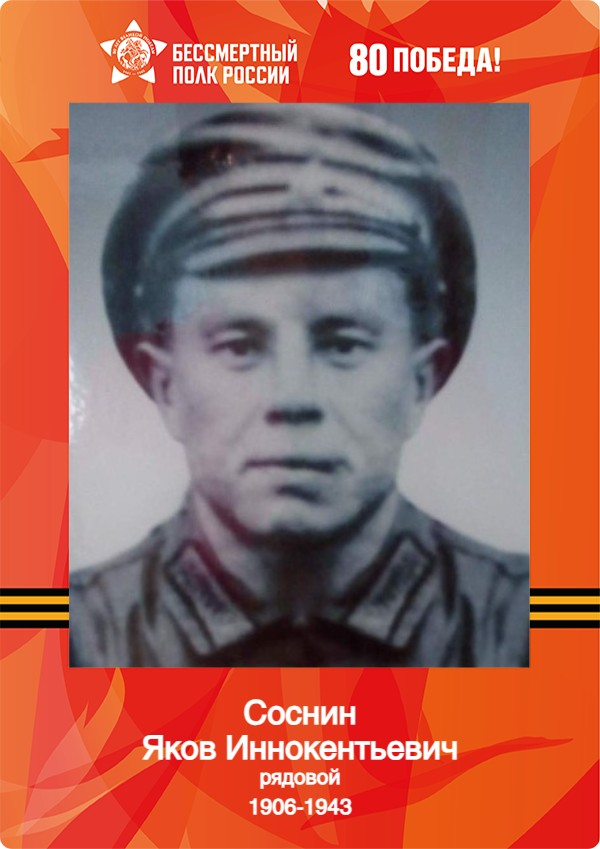 БЕССМЕРТНЫЙ
ПОЛК РОССИИ
80 ПОБЕДА!
Соснин
Яков Иннокентьевич
рядовой
1906-1943